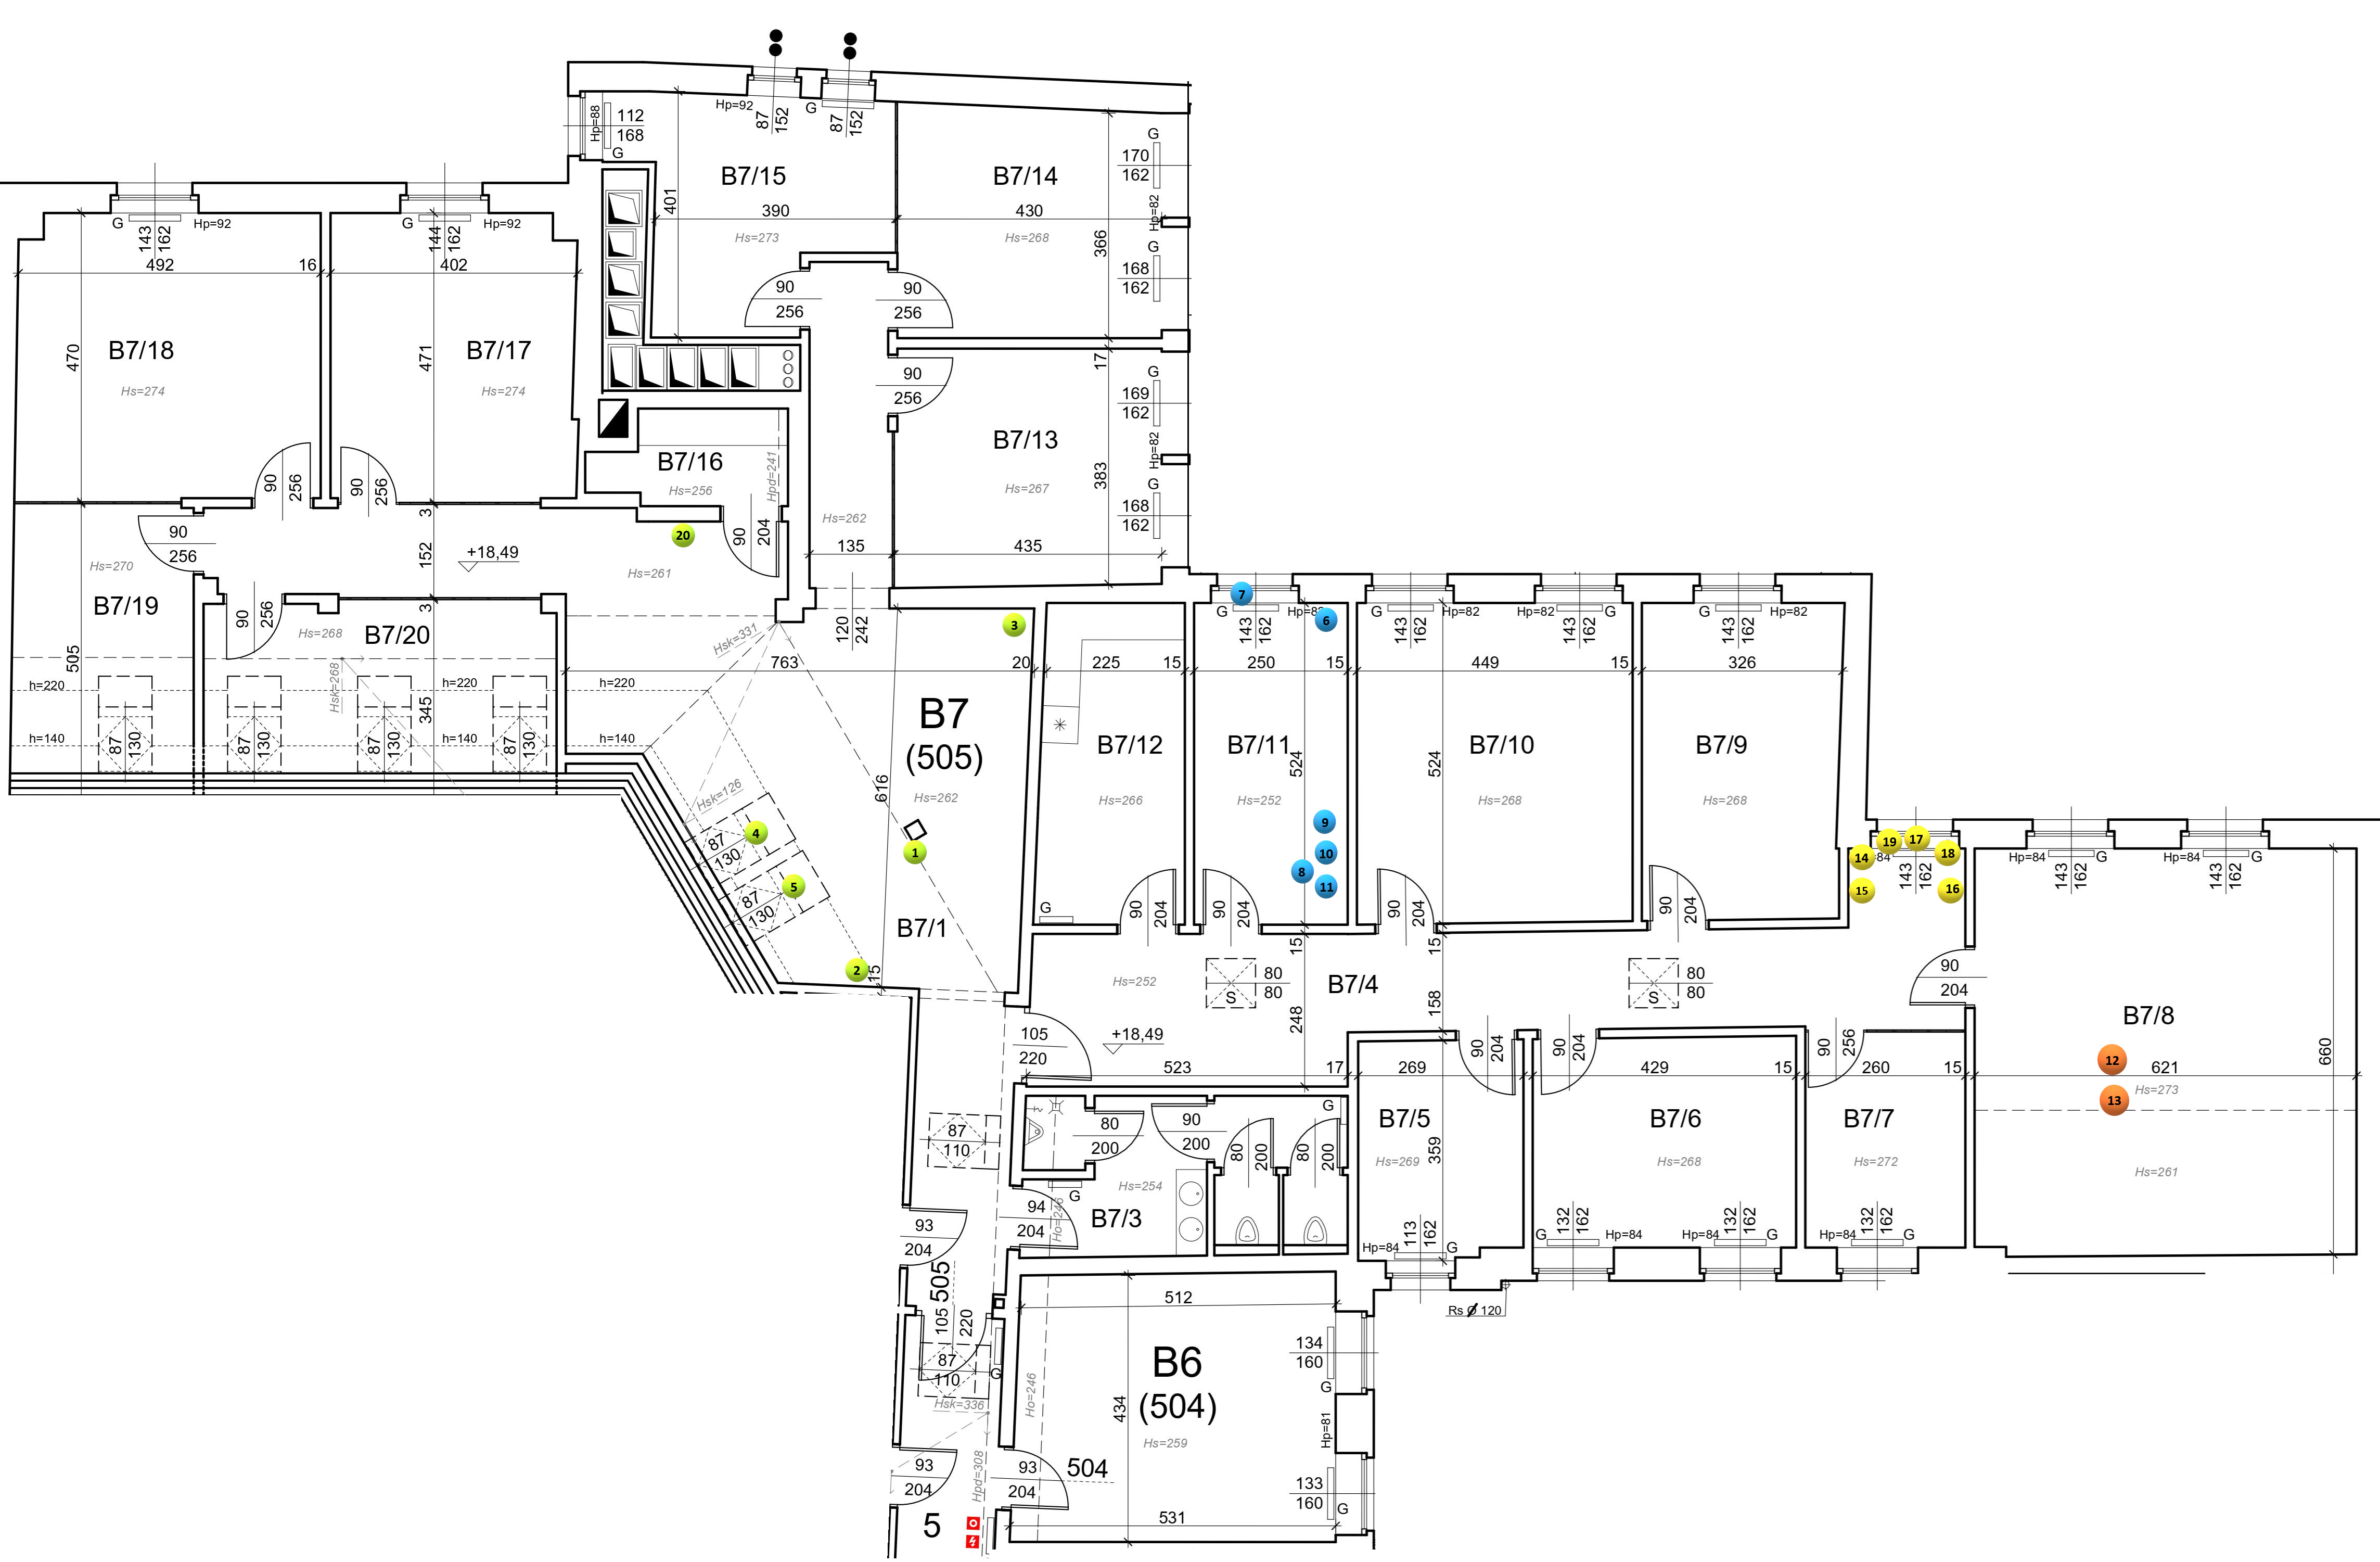 Hp=92
G
87
152
87
152
Hp=88
112
168
G
B7/15
401
390
Hs=273
B7/14
430
Hs=268
366
G
170
162
Hp=82
G
168
162
G
143
162
Hp=92
492
16
B7/18
Hs=274
470
G
144
162
Hp=92
402
B7/17
Hs=274
471
90
256
90
256
90
256
90
256
90
256
17
B7/13
Hs=267
383
G
169
162
Hp=82
G
168
162
435
135
Hs=262
B7/16
Hs=256
Hpd=241
90
204
20
Hs=261
+18,49
3
152
3
90
256
Hs=270
B7/19
505
90
256
Hs=268
B7/20
Hsk=268
345
h=220
h=220
h=220
h=140
h=140
h=140
87
130
87
130
87
130
87
130
Hsk=331
763
20
120
242
3
B7
(505)
Hs=262
616
Hsk=126
4
87
130
5
87
130
1
B7/1
2
15
225
15
B7/12
Hs=266
G
90
204
7
G
143
162
Hp=82
6
250
15
B7/11
524
Hs=252
9
10
8
11
90
204
G
143
162
Hp=82
Hp=82
143
162
G
449
15
524
B7/10
Hs=268
90
204
G
143
162
Hp=82
326
B7/9
Hs=268
90
204
14
19
17
18
15
16
=84
143
162
Hp=84
G
143
162
Hp=84
G
143
162
Hs=252
15
S
80
80
B7/4
15
S
80
80
248
158
+18,49
105
220
523
17
90
204
B7/8
12
621
Hs=273
13
660
Hs=261
269
90
204
90
204
429
15
90
256
260
15
B7/5
Hs=269
359
B7/6
Hs=268
B7/7
Hs=272
Hp=84
113
162
G
G
132
162
Hp=84
Hp=84
132
162
G
Hp=84
132
162
G
Rs Ø 120
87
110
80
200
90
200
80
200
80
200
G
Hs=254
G
Ho=246
B7/3
94
204
93
204
505
105
220
87
110
G
Hsk=336
512
B6
(504)
Hs=259
434
Ho=246
134
160
G
Hp=81
133
160
G
93
204
Hpd=308
93
204
504
531
5